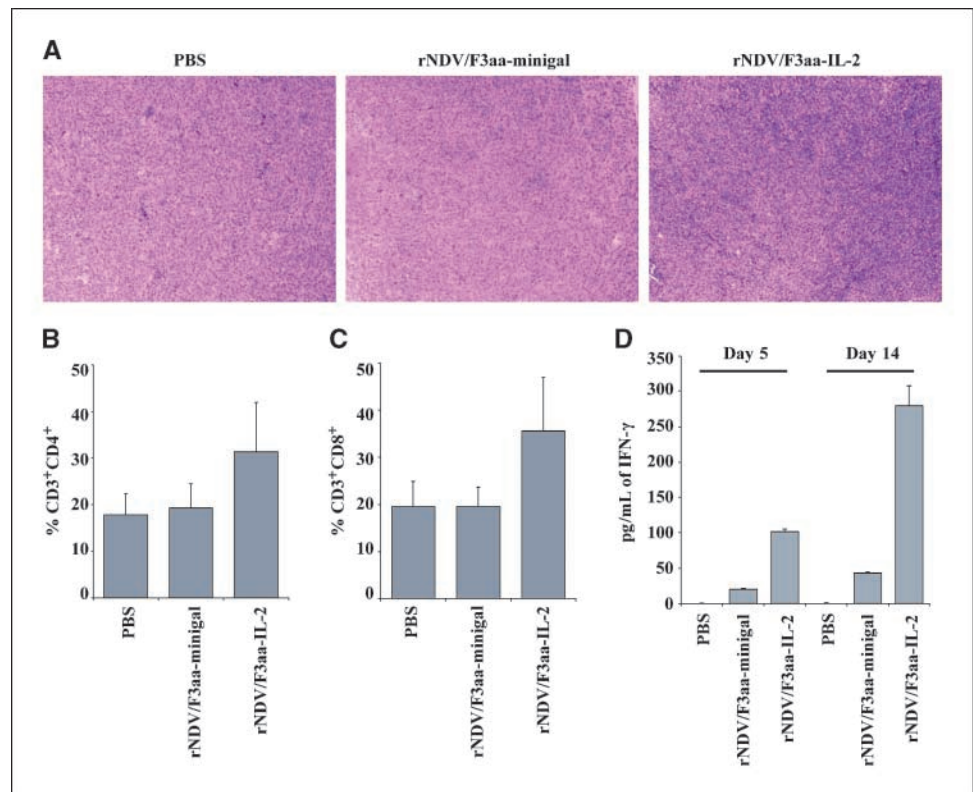 A
PBS
rNDV/F3aa-minigal
rNDV/F3aa-IL-2
B
% CD3+CD4+
50
40
30
20
10
0
PBS
rNDV/F3aa-minigal
rNDV/F3aa-IL-2
C
% CD3+CD8+
50
40
30
20
10
0
PBS
rNDV/F3aa-minigal
rNDV/F3aa-IL-2
D
pg/mL of IFN-γ
350
300
250
200
150
100
50
0
Day 5
Day 14
PBS
rNDV/F3aa-minigal
rNDV/F3aa-IL-2
PBS
rNDV/F3aa-minigal
rNDV/F3aa-IL-2